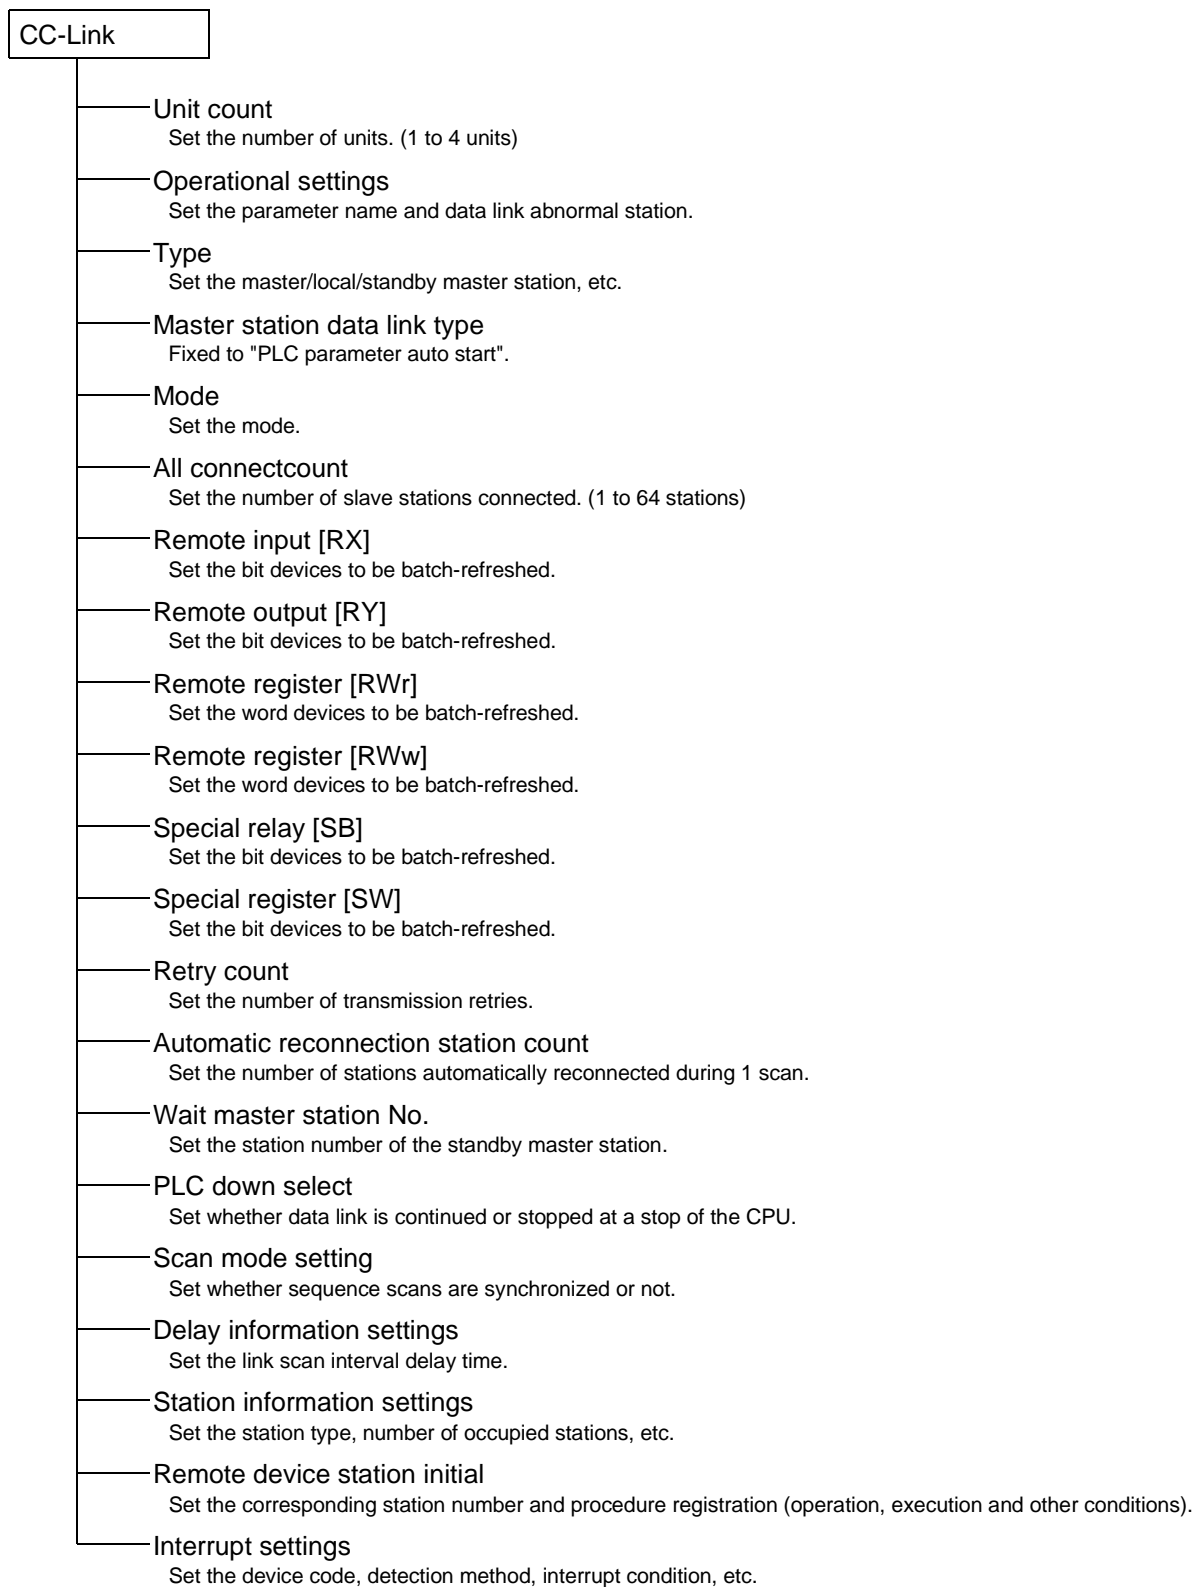 CC-Link
Unit count
Set the number of units. (1 to 4 units)
Operational settings
Set the parameter name and data link abnormal station.
Type
Set the master/local/standby master station, etc.
Master station data link type
Fixed to "PLC parameter auto start".
Mode
Set the mode.
All connectcount
Set the number of slave stations connected. (1 to 64 stations)
Remote input [RX]
Set the bit devices to be batch-refreshed.
Remote output [RY]
Set the bit devices to be batch-refreshed.
Remote register [RWr]
Set the word devices to be batch-refreshed.
Remote register [RWw]
Set the word devices to be batch-refreshed.
Special relay [SB]
Set the bit devices to be batch-refreshed.
Special register [SW]
Set the bit devices to be batch-refreshed.
Retry count
Set the number of transmission retries.
Automatic reconnection station count
Set the number of stations automatically reconnected during 1 scan.
Wait master station No.
Set the station number of the standby master station.
PLC down select
Set whether data link is continued or stopped at a stop of the CPU.
Scan mode setting
Set whether sequence scans are synchronized or not.
Delay information settings
Set the link scan interval delay time.
Station information settings
Set the station type, number of occupied stations, etc.
Remote device station initial
Set the corresponding station number and procedure registration (operation, execution and other conditions).
Interrupt settings
Set the device code, detection method, interrupt condition, etc.